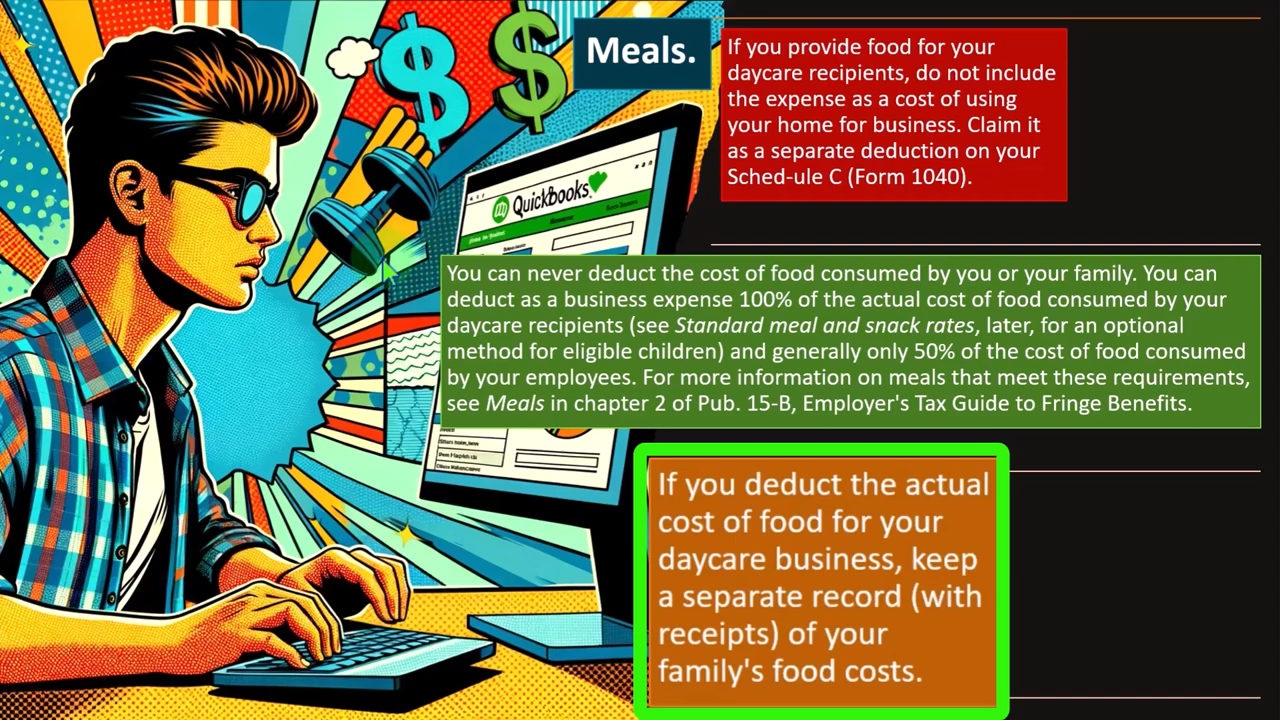 Meals.
If you provide food for your
daycare recipients, do not include
the expense as a cost of using
your home for business. Claim it
as a separate deduction on your
Sched-ule C (Form 1040).
QuickBooks
You can never deduct the cost of food consumed by you or your family. You can
deduct as a business expense 100% of the actual cost of food consumed by your
daycare recipients (see Standard meal and snack rates, later, for an optional
method for eligible children) and generally only 50% of the cost of food consumed
by your employees. For more information on meals that meet these requirements,
see Meals in chapter 2 of Pub. 15-B, Employer's Tax Guide to Fringe Benefits.
If you deduct the actual
cost of food for your
daycare business, keep
a separate record (with
receipts) of your
family's food costs.